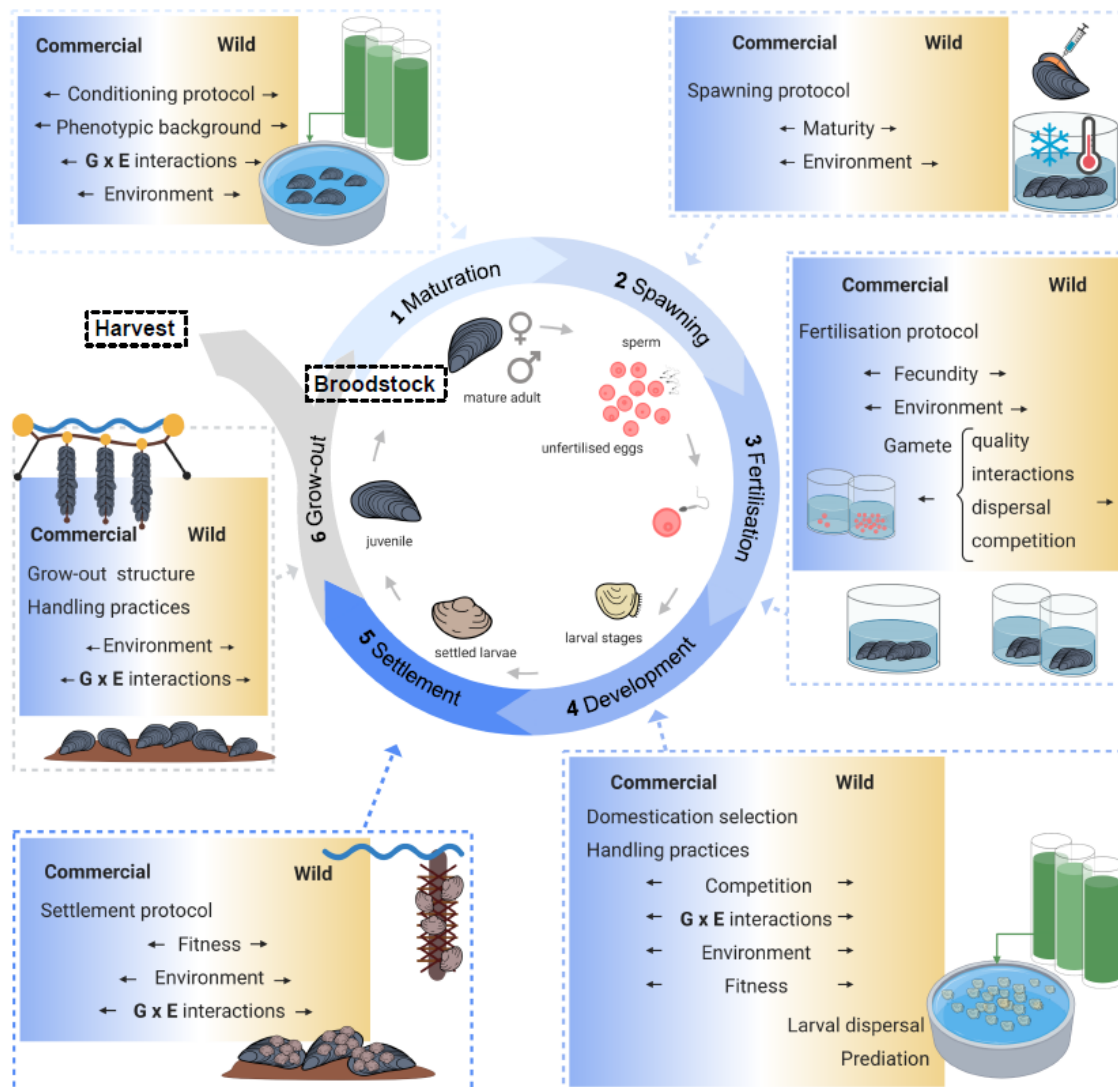 Commercial Wild
← Conditioning protocol →
← Phenotypic background →
← G x E interactions →
← Environment →
Commercial Wild
Spawning protocol
← Maturity →
← Environment →
Commercial Wild
Fertilisation protocol
← Fecundity →
← Environment →
Gamete
←
quality
interactions
dispersal
competition
→
Harvest
Broodstock
1 Maturation
2 Spawning
3 Fertilisation
4 Development
5 Settlement
6 Grow-out
mature adult
sperm
unfertilised eggs
larval stages
settled larvae
juvenile
Commercial Wild
Grow-out structure
Handling practices
← Environment →
← G x E interactions →
Commercial Wild
Settlement protocol
← Fitness →
← Environment →
← G x E interactions →
Commercial Wild
Domestication selection
Handling practices
← Competition →
← G x E interactions →
← Environment →
← Fitness →
Larval dispersal
Prediation